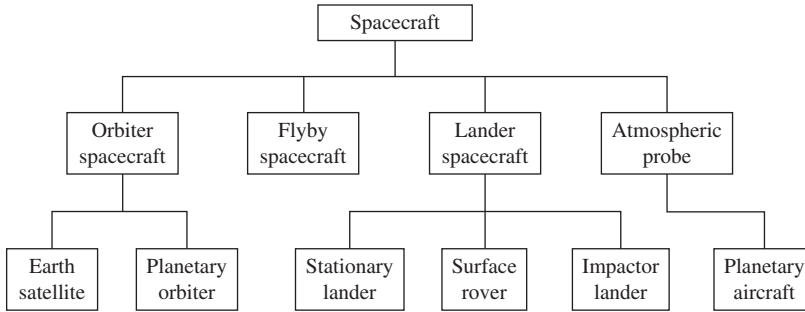 Spacecraft
Orbiter
spacecraft
Flyby
spacecraft
Lander
spacecraft
Atmospheric
probe
Earth
satellite
Planetary
orbiter
Stationary
lander
Surface
rover
Impactor
lander
Planetary
aircraft